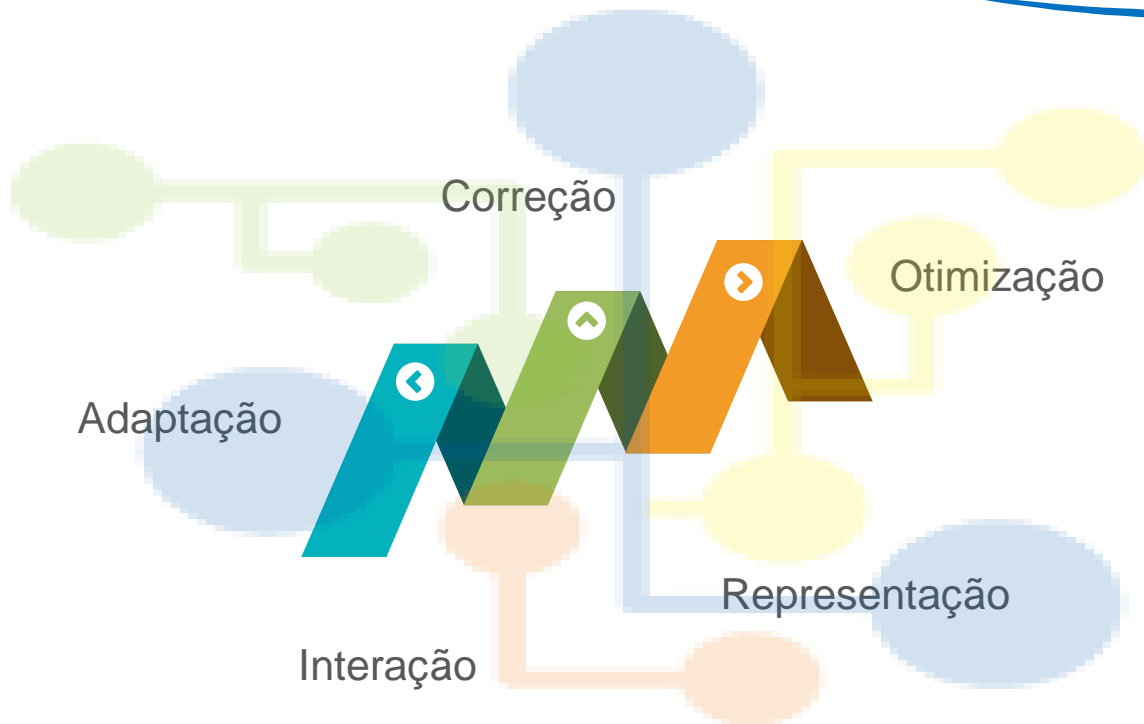 Correção
Otimização
Adaptação
Representação
Interação